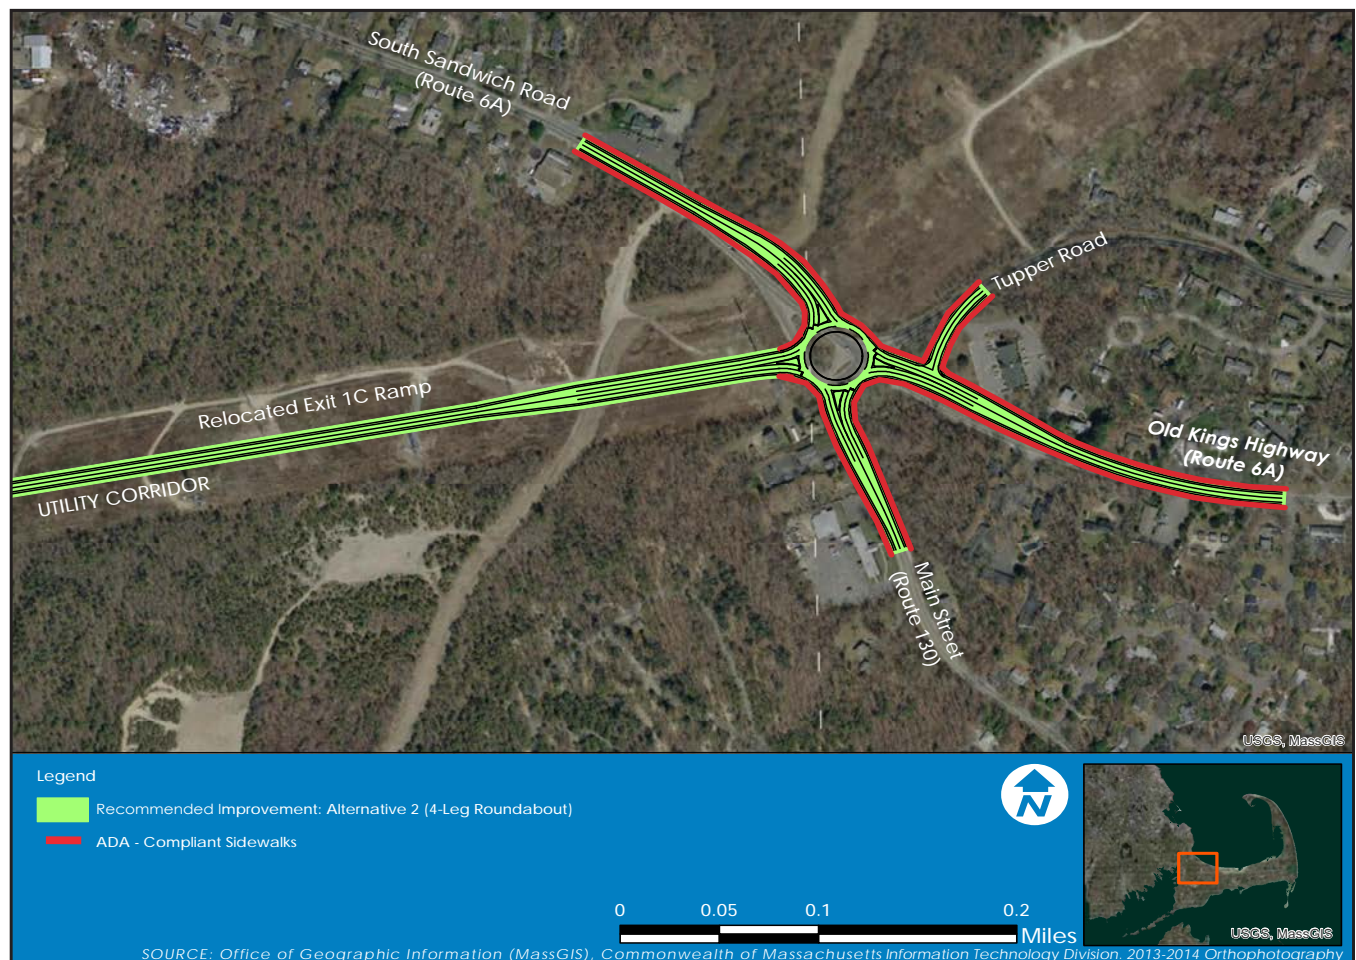 South Sandwich Road
(Route 6A)
Tupper Road
Relocated Exit 1C Ramp
UTILITY CORRIDOR
Old Kings Highway
(Route 6A)
Main Street
(Route 130)
USGS, MassGIS
Legend
Recommended Improvement: Alternative 2 (4-Leg Roundabout)
ADA - Compliant Sidewalks
N
0 0.05 0.1 0.2
Miles
USGS, MassGIS
SOURCE: Office of Geographic Information (MassGIS), Commonwealth of Massachusetts Information Technology Division. 2013-2014 Orthophotography